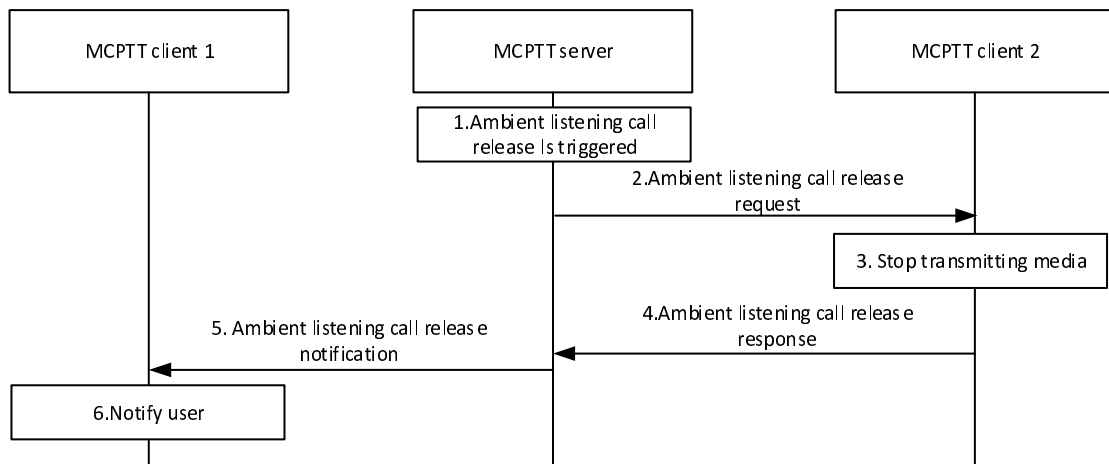 MCPTT client 1
MCPTT server
MCPTT client 2
1.Ambient listening call
release Is triggered
2.Ambient listening call release
request
3. Stop transmitting media
4.Ambient listening call release
response
5. Ambient listening call release
notification
6.Notify user